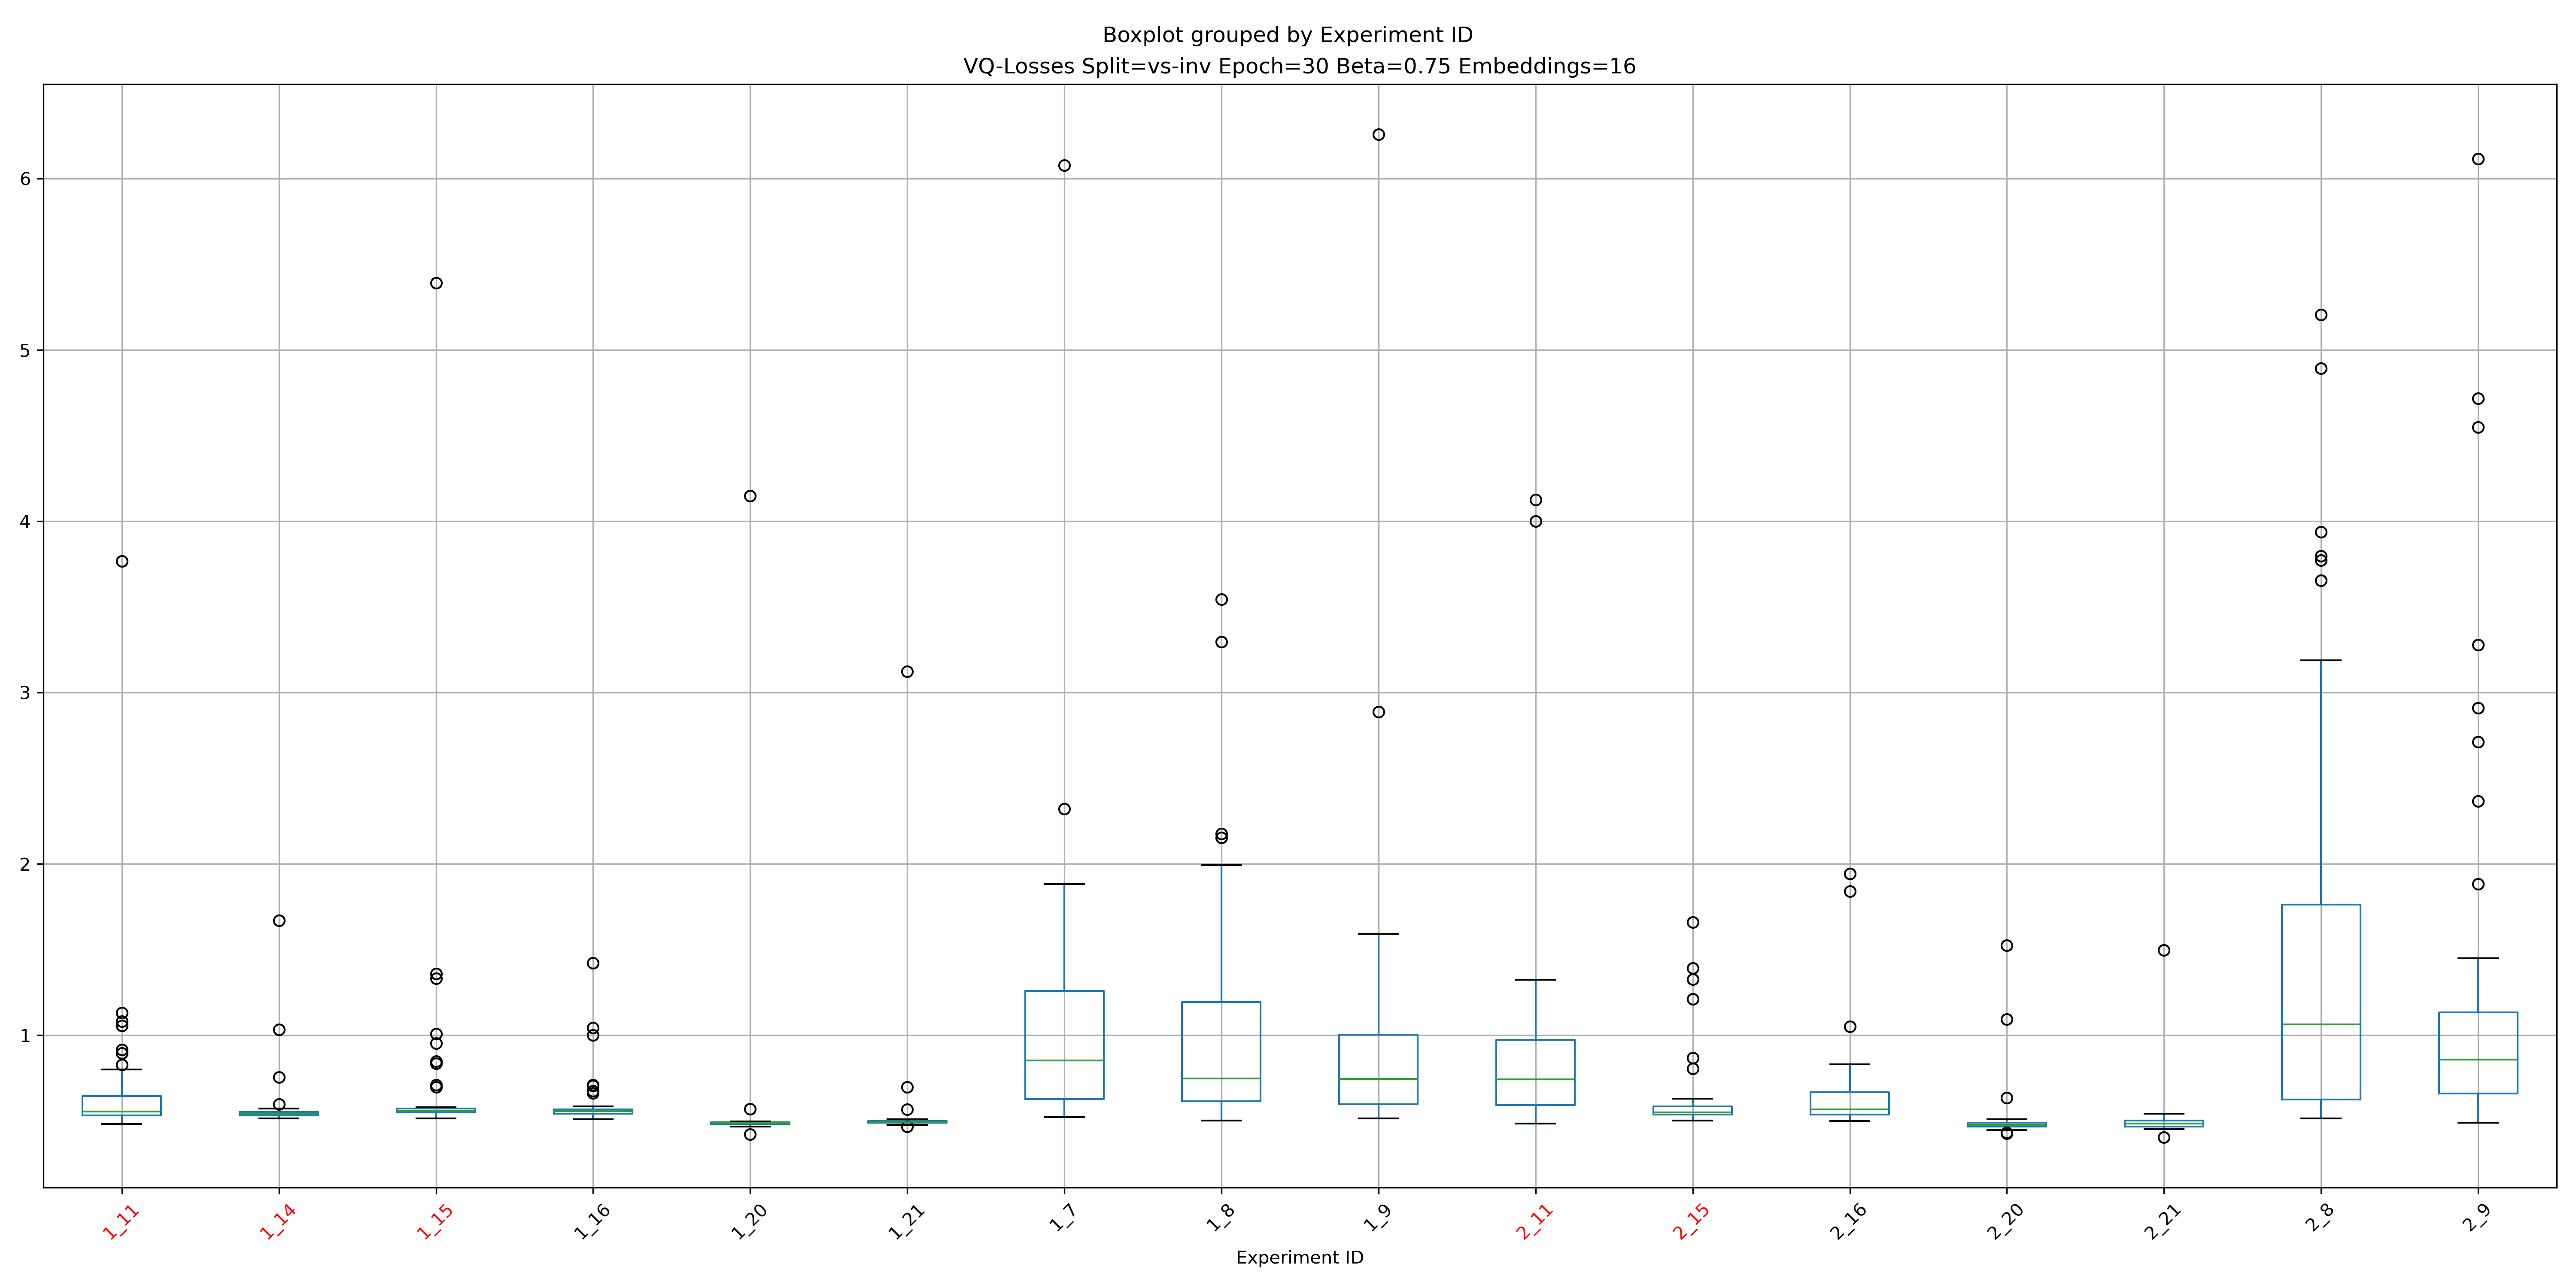 Boxplot grouped by Experiment ID
VQ-Losses Split=vs-inv Epoch=30 Beta=0.75 Embeddings=16
6
5
4
3
2
1
1_11 1_14 1_15 1_16 1_20 1_21 1_7 1_8 1_9 2_11 2_15 2_16 2_20 2_21 2_8 2_9
Experiment ID